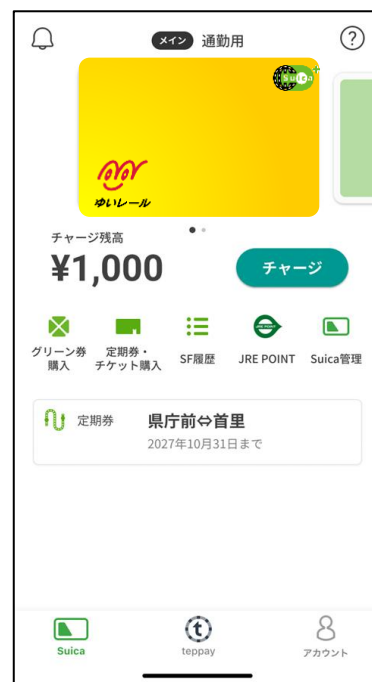 メイン 通勤用
Suica
ゆいレール
チャージ残高
¥1,000
チャージ
グリーン券
購入
定期券・
チケット購入
SF履歴
JRE POINT
JRE POINT
Suica管理
定期券 県庁前⇔首里
2027年10月31日まで
Suica
teppay
アカウント